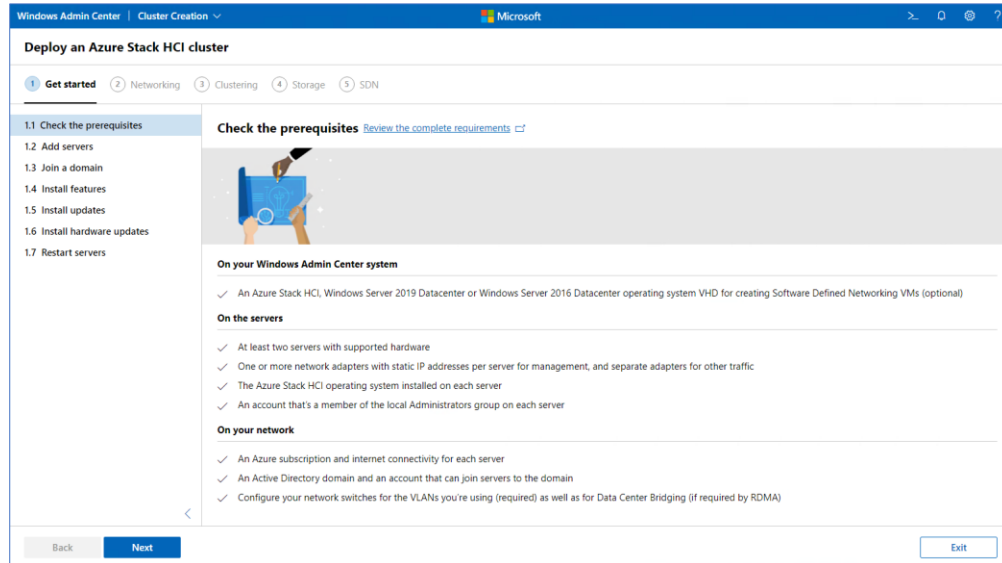 Windows Admin Center | Cluster Creation
Microsoft
Deploy an Azure Stack HCI cluster
1 Get started 2 Networking 3 Clustering 4 Storage 5 SDN
1.1 Check the prerequisites
1.2 Add servers
1.3 Join a domain
1.4 Install features
1.5 Install updates
1.6 Install hardware updates
1.7 Restart servers
Check the prerequisites Review the complete requirements
On your Windows Admin Center system
An Azure Stack HCI, Windows Server 2019 Datacenter or Windows Server 2016 Datacenter operating system VHD for creating Software Defined Networking VMs (optional)
On the servers
At least two servers with supported hardware
One or more network adapters with static IP addresses per server for management, and separate adapters for other traffic
The Azure Stack HCI operating system installed on each server
An account that's a member of the local Administrators group on each server
On your network
An Azure subscription and internet connectivity for each server
An Active Directory domain and an account that can join servers to the domain
Configure your network switches for the VLANs you're using (required) as well as for Data Center Bridging (if required by RDMA)
Back Next Exit